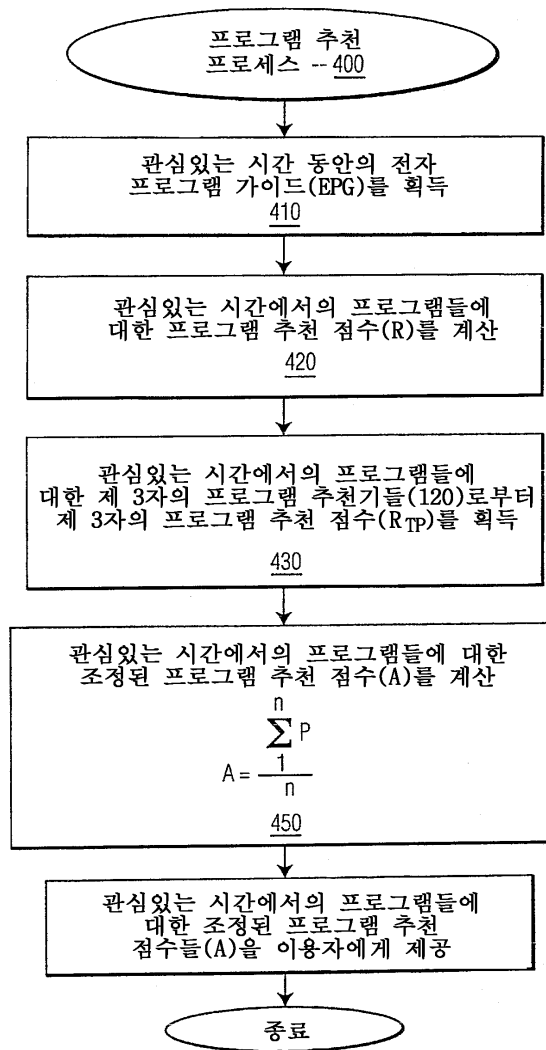 프로그램 추천
프로세스 -- 400
관심있는 시간 동안의 전자
프로그램 가이드(EPG)를 획득
410
관심있는 시간에서의 프로그램들에
대한 프로그램 추천 점수(R)를 계산
420
관심있는 시간에서의 프로그램들에
대한 제 3자의 프로그램 추천기들(120)로부터
제 3자의 프로그램 추천 점수(R_TP)를 획득
430
관심있는 시간에서의 프로그램들에 대한
조정된 프로그램 추천 점수(A)를 계산
n
∑ P
1
A = n
450
관심있는 시간에서의 프로그램들에
대한 조정된 프로그램 추천
점수들(A)을 이용자에게 제공
종료